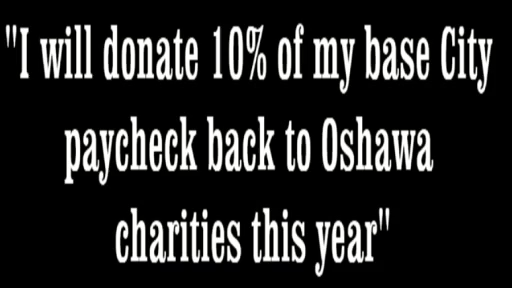 "I will donate 10% of my base City
paycheck back to Oshawa
charities this year"